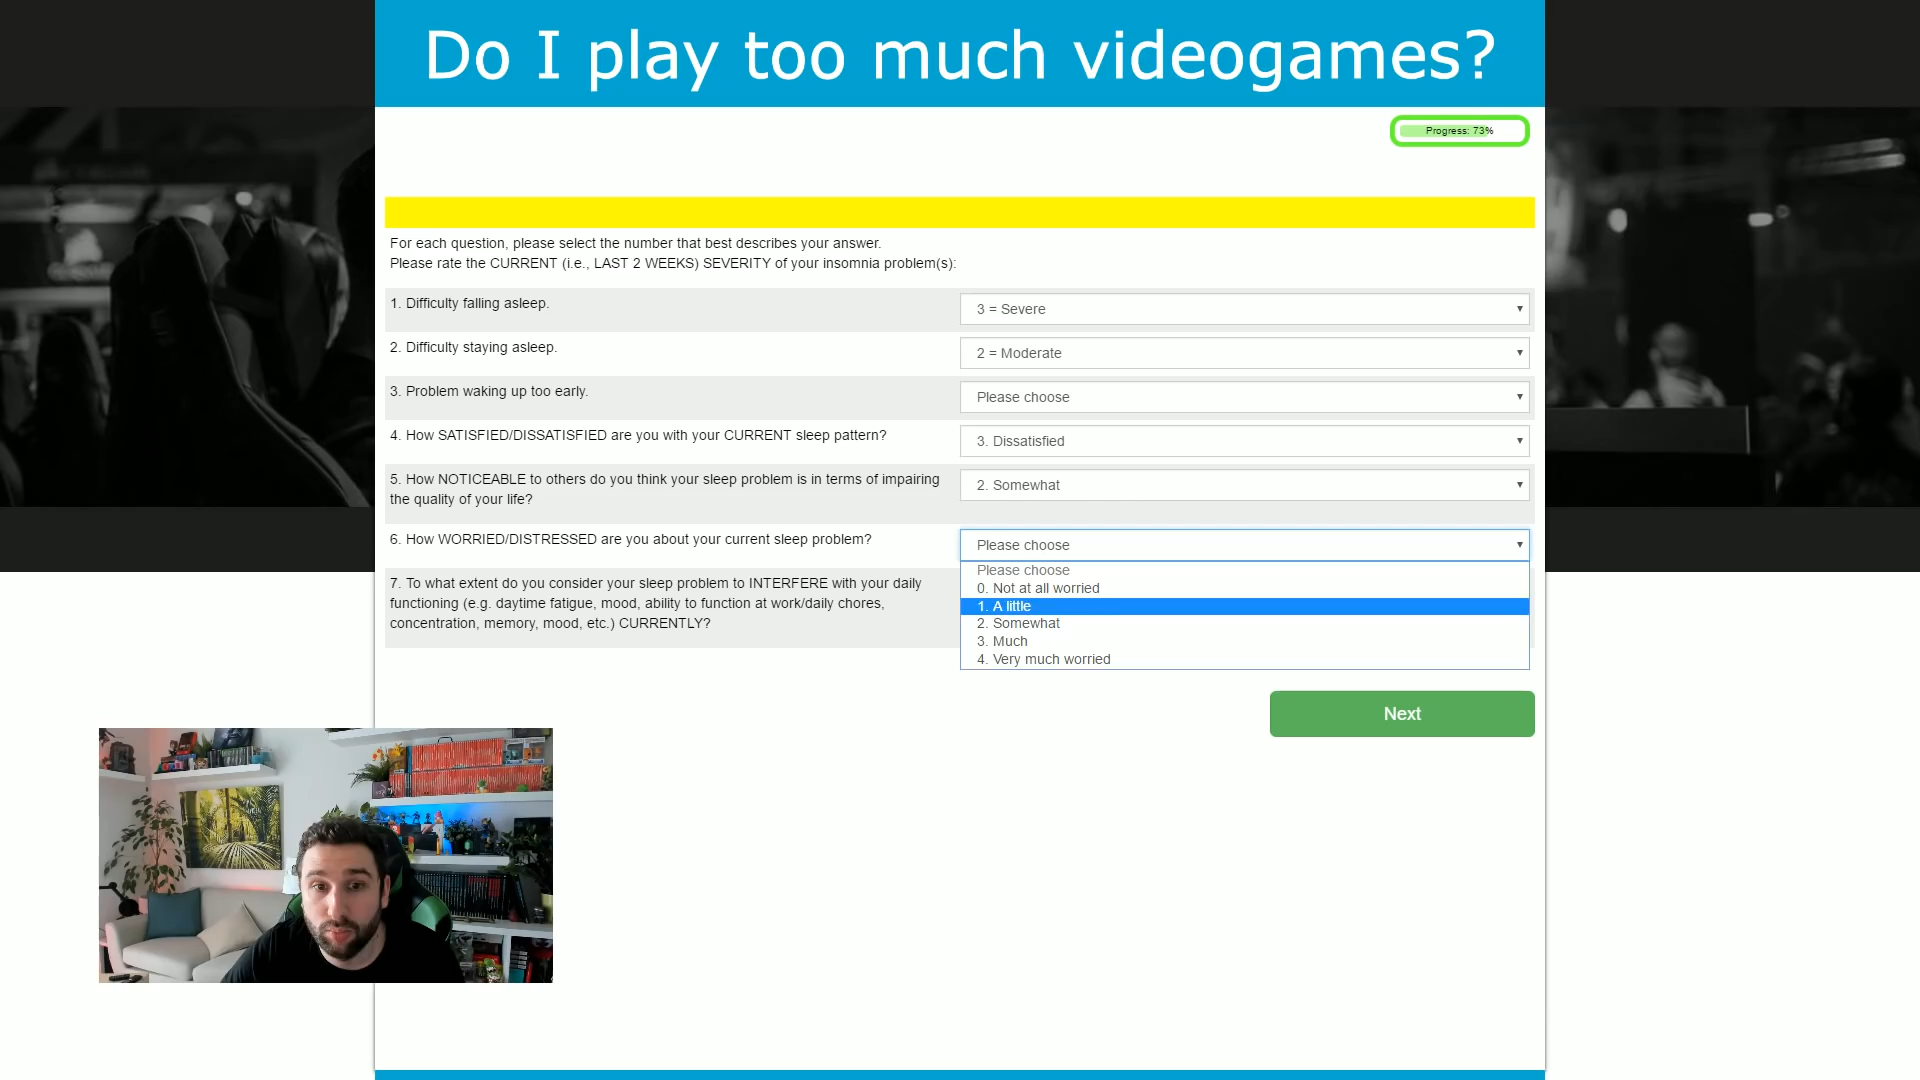 Do I play too much videogames?
Progress: 73%
For each question, please select the number that best describes your answer.
Please rate the CURRENT (i.e., LAST 2 WEEKS) SEVERITY of your insomnia problem(s):
1. Difficulty falling asleep.
3 = Severe
2. Difficulty staying asleep.
2 = Moderate
3. Problem waking up too early.
Please choose
4. How SATISFIED/DISSATISFIED are you with your CURRENT sleep pattern?
3. Dissatisfied
5. How NOTICEABLE to others do you think your sleep problem is in terms of impairing
the quality of your life?
2. Somewhat
6. How WORRIED/DISTRESSED are you about your current sleep problem?
Please choose
Please choose
0. Not at all worried
1. A little
2. Somewhat
3. Much
4. Very much worried
7. To what extent do you consider your sleep problem to INTERFERE with your daily
functioning (e.g. daytime fatigue, mood, ability to function at work/daily chores,
concentration, memory, mood, etc.) CURRENTLY?
Next